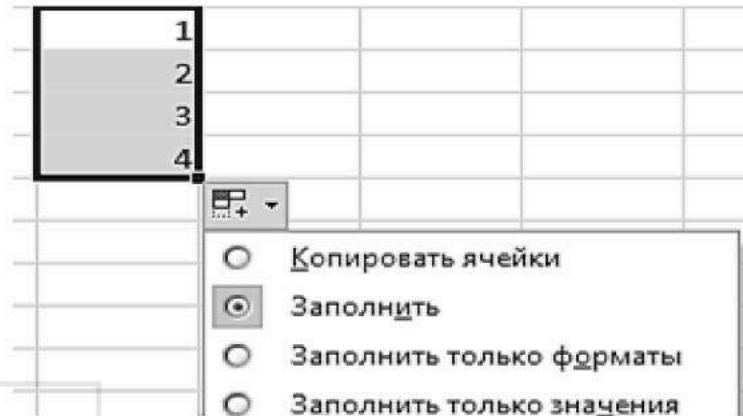 1
2
3
4
Копировать ячейки
Заполнить
Заполнить только форматы
Заполнить только значения